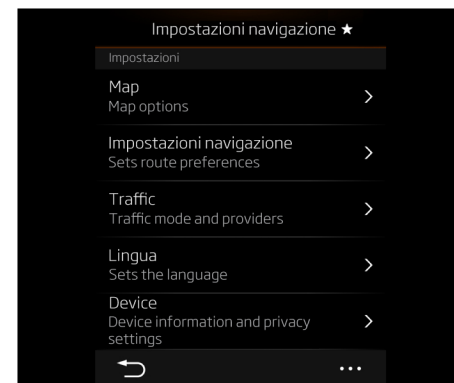 Impostazioni navigazione ★
Impostazioni
Map
Map options
Impostazioni navigazione
Sets route preferences
Traffic
Traffic mode and providers
Lingua
Sets the language
Device
Device information and privacy
settings